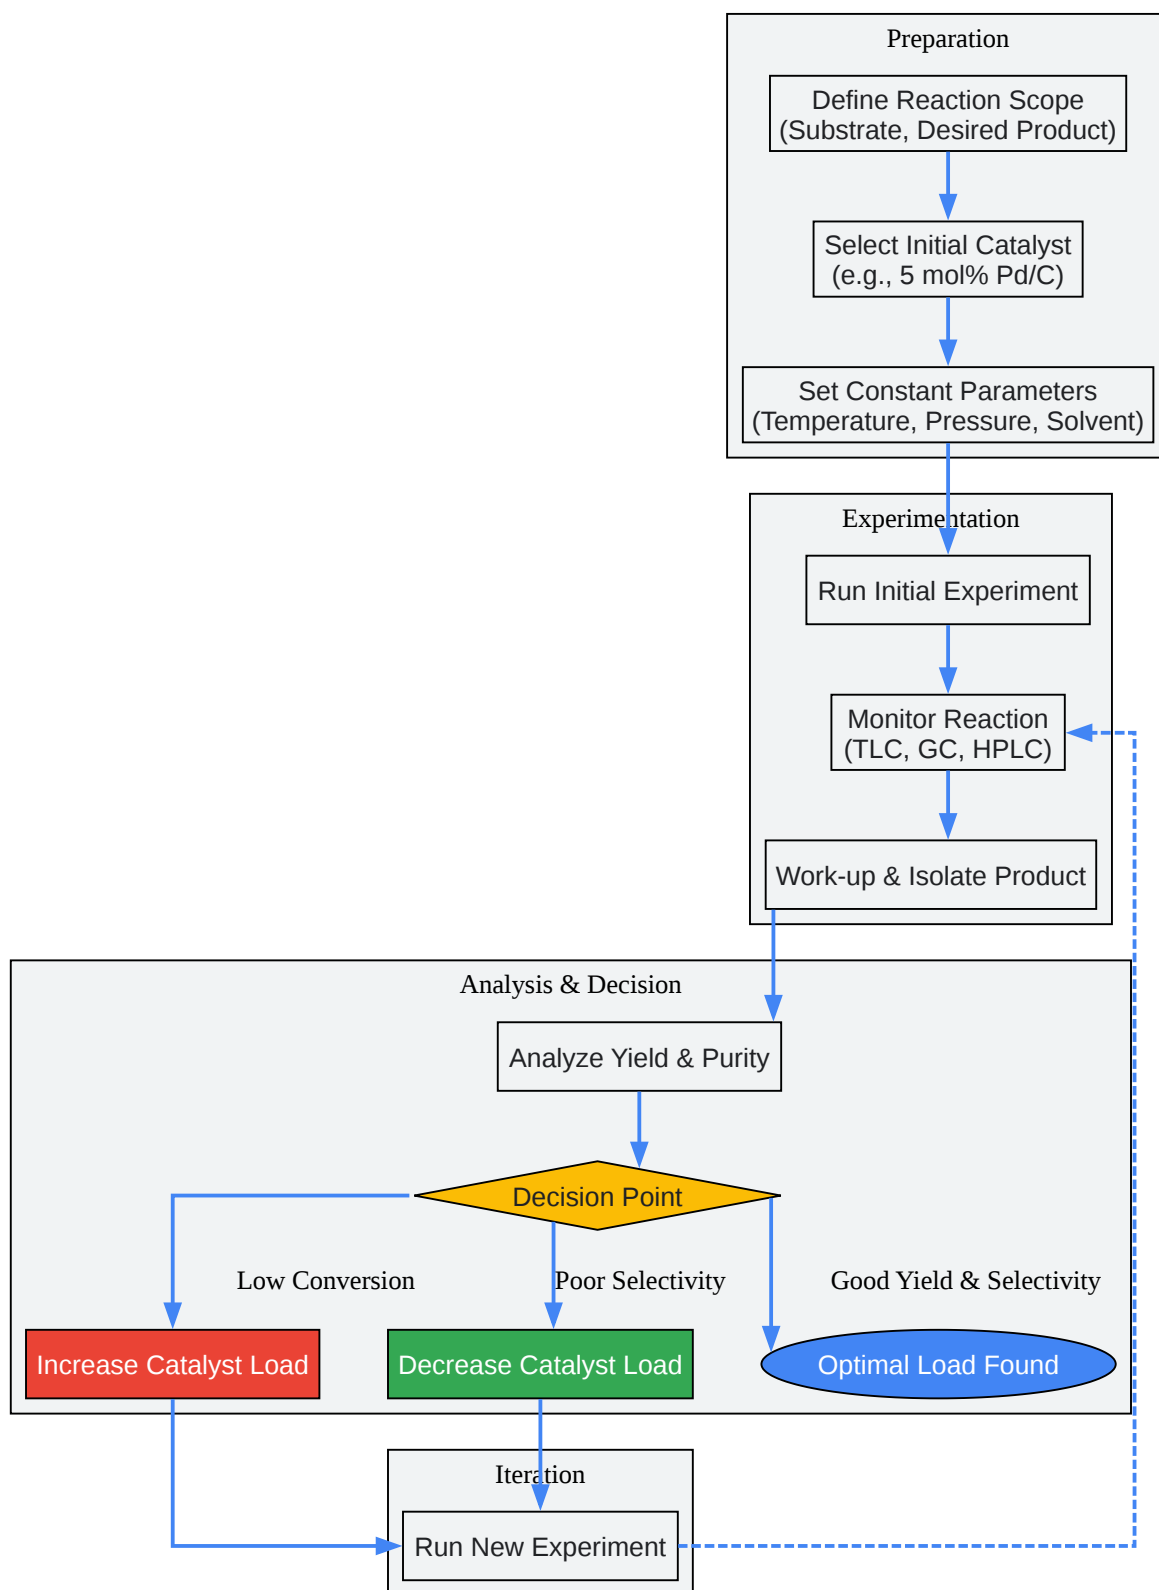 Preparation
Define Reaction Scope
(Substrate, Desired Product)
Select Initial Catalyst
(e.g., 5 mol% Pd/C)
Set Constant Parameters
(Temperature, Pressure, Solvent)
Experimentation
Run Initial Experiment
Monitor Reaction
(TLC, GC, HPLC)
Work-up & Isolate Product
Analysis & Decision
Analyze Yield & Purity
Decision Point
Low Conversion
Poor Selectivity
Good Yield & Selectivity
Increase Catalyst Load
Decrease Catalyst Load
Optimal Load Found
Iteration
Run New Experiment